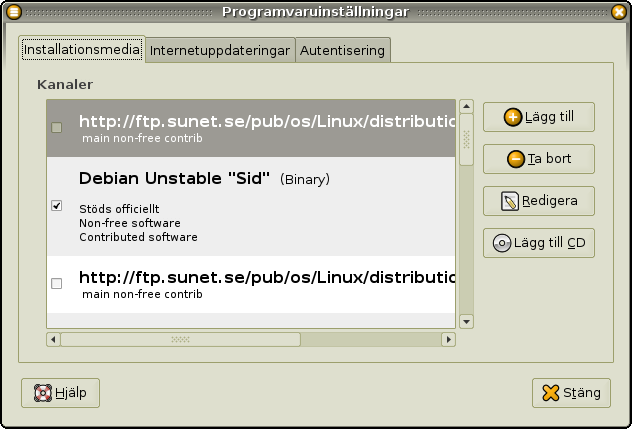 Programvaruinställningar
Installationsmedia Internetuppdateringar Autentisering
Kanaler
http://ftp.sunet.se/pub/os/Linux/distributic
main non-free contrib
Debian Unstable "Sid" (Binary)
Stöds officiellt
Non-free software
Contributed software
http://ftp.sunet.se/pub/os/Linux/distributic
main non-free contrib
Lägg till
Ta bort
Redigera
Lägg till CD
Hjälp
Stäng